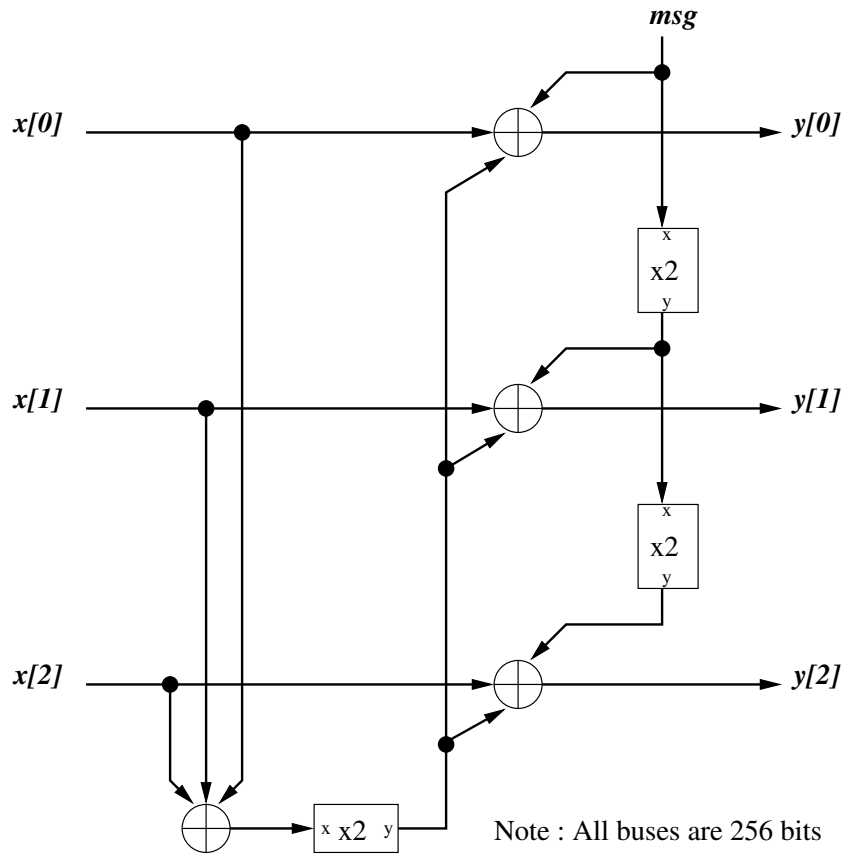 msg
x[0]
y[0]
x
x2
y
x[1]
y[1]
x
x2
y
x[2]
y[2]
x x2 y
Note : All buses are 256 bits